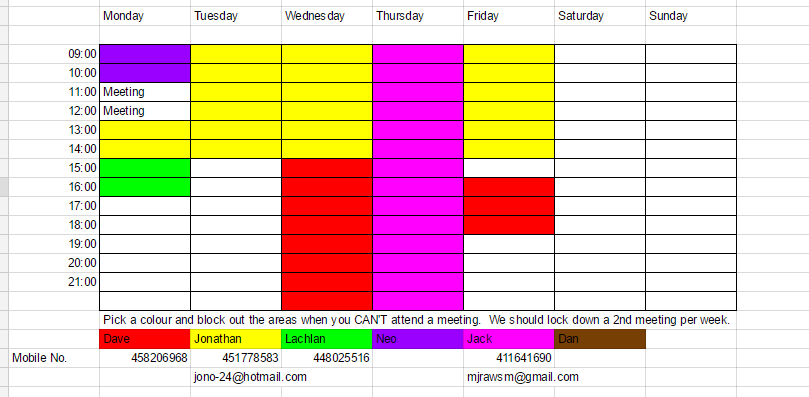 Monday Tuesday Wednesday Thursday Friday Saturday Sunday
09:00
10:00
11:00 Meeting
12:00 Meeting
13:00
14:00
15:00
16:00
17:00
18:00
19:00
20:00
21:00
Pick a colour and block out the areas when you CAN'T attend a meeting. We should lock down a 2nd meeting per week.
Dave Jonathan Lachlan Neo Jack Dan
Mobile No. 458206968 451778583 448025516 411641690
jono-24@hotmail.com mjrawsm@gmail.com